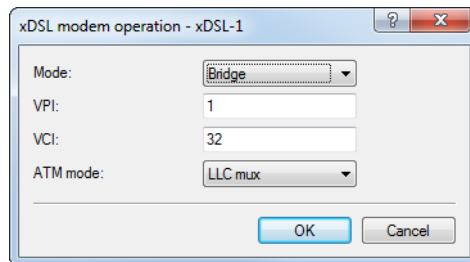 xDSL modem operation - xDSL-1
? X
Mode: Bridge
VPI: 1
VCI: 32
ATM mode: LLC mux
OK Cancel